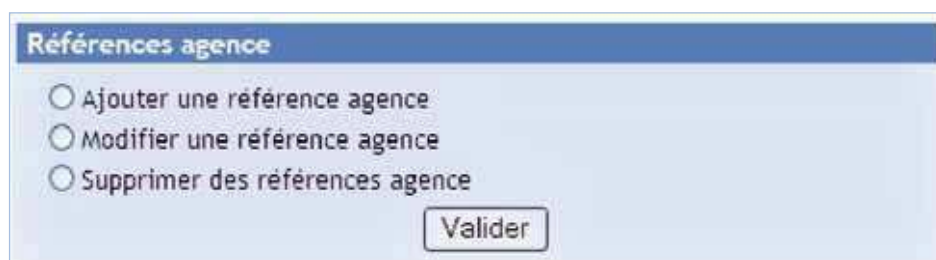 Références agence
Ajouter une référence agence
Modifier une référence agence
Supprimer des références agence
Valider